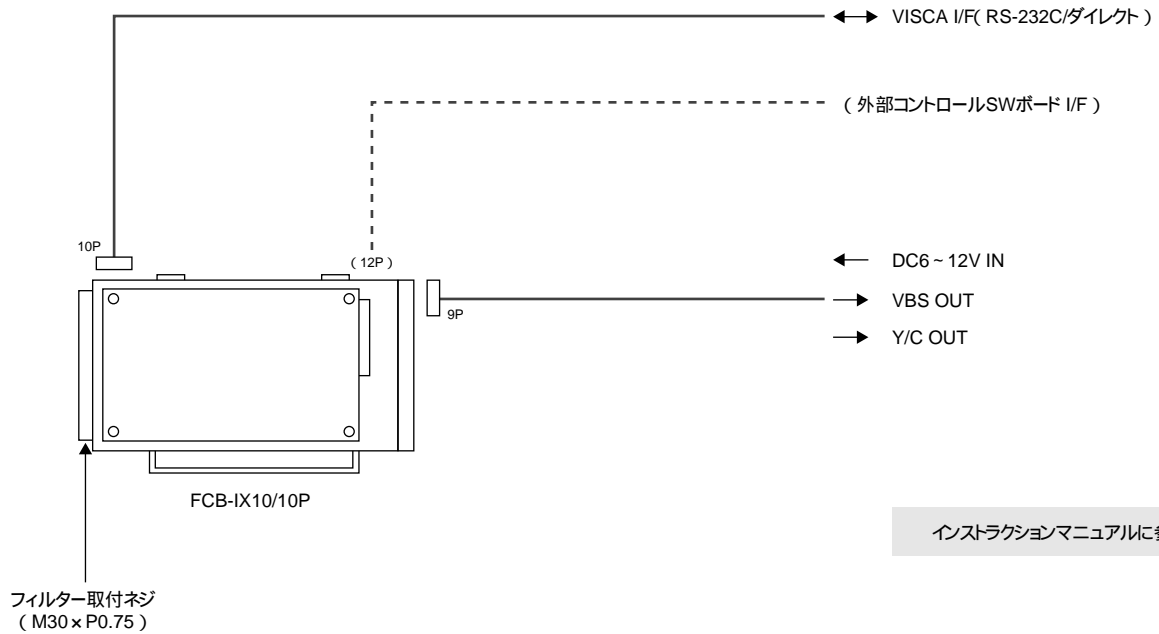 VISCA I/F( RS-232C/ダイレクト )
( 外部コントロールSWボード I/F )
10P
( 12P )
DC6 ~ 12V IN
9P
VBS OUT
Y/C OUT
FCB-IX10/10P
インストラクションマニュアルに
フィルター取付ネジ
( M30 × P0.75 )